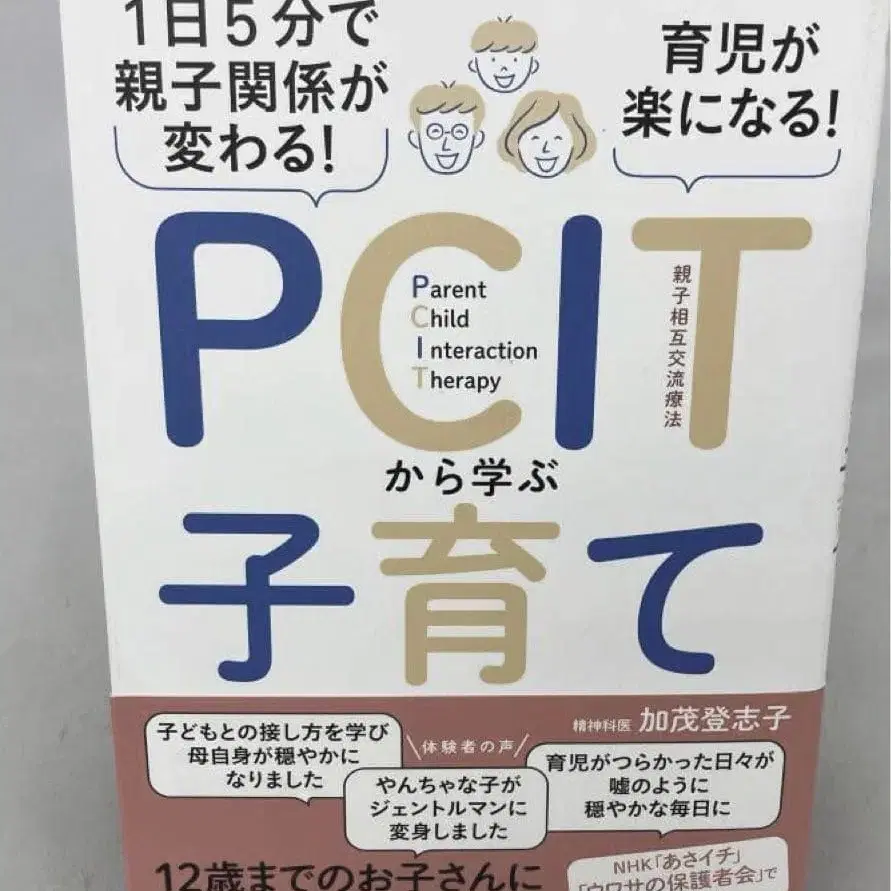 1日5分で
親子関係が
変わる!
育児が
楽になる!
PCIT
Parent
Child
Interaction
Therapy
親子相互交流療法
から学ぶ
子育て
精神科医 加茂登志子
子どもとの接し方を学び
母自身が穏やかに
なりました
体験者の声
やんちゃな子が
ジェントルマンに
変身しました
育児がつらかった日々が
嘘のように
穏やかな毎日に
12歳までのお子さんに
NHK「あさイチ」
「ウワサの保護者会」で